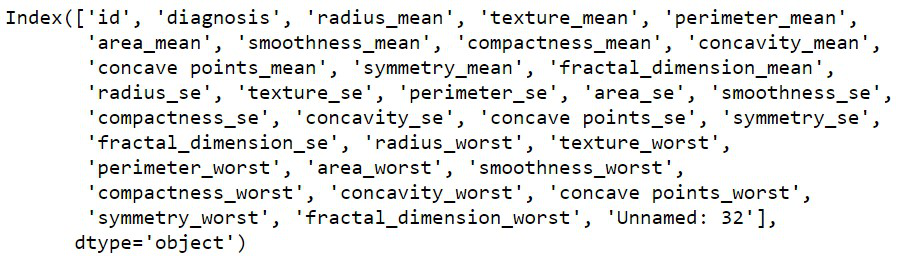 Index(['id', 'diagnosis', 'radius_mean', 'texture_mean', 'perimeter_mean',
       'area_mean', 'smoothness_mean', 'compactness_mean', 'concavity_mean',
       'concave points_mean', 'symmetry_mean', 'fractal_dimension_mean',
       'radius_se', 'texture_se', 'perimeter_se', 'area_se', 'smoothness_se',
       'compactness_se', 'concavity_se', 'concave points_se', 'symmetry_se',
       'fractal_dimension_se', 'radius_worst', 'texture_worst',
       'perimeter_worst', 'area_worst', 'smoothness_worst',
       'compactness_worst', 'concavity_worst', 'concave points_worst',
       'symmetry_worst', 'fractal_dimension_worst', 'Unnamed: 32'],
      dtype='object')